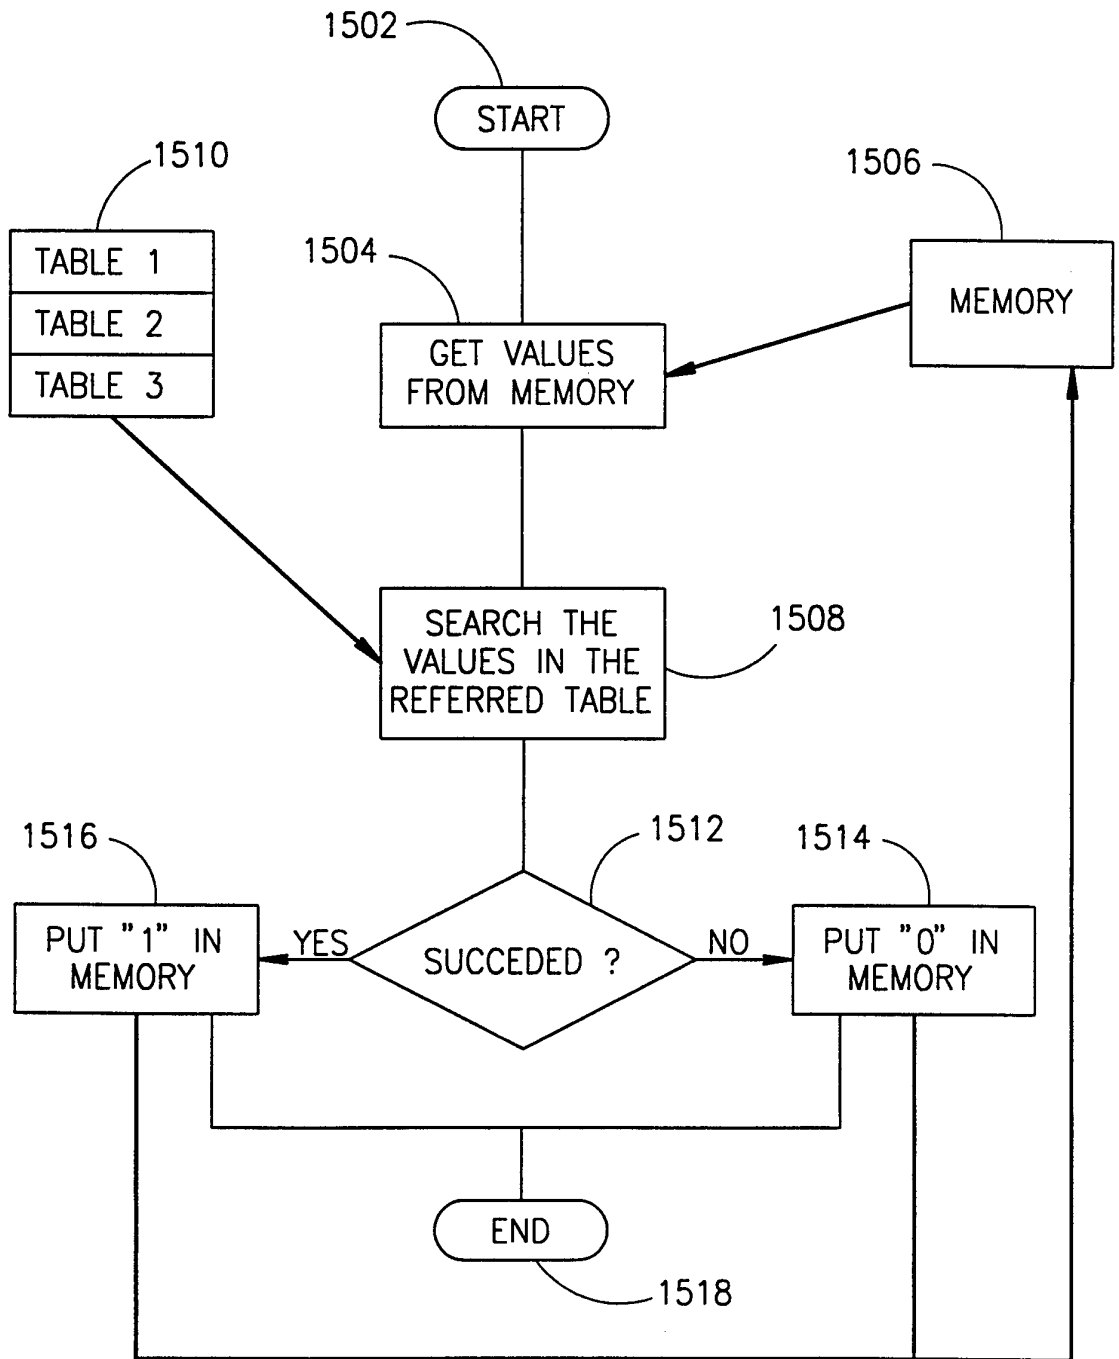 1502
START
1510
1506
TABLE 1
TABLE 2
TABLE 3
1504
MEMORY
GET VALUES
FROM MEMORY
SEARCH THE
VALUES IN THE
REFERRED TABLE
1508
1516
1512
1514
PUT "1" IN
MEMORY
YES
SUCCEDED ?
NO
PUT "0" IN
MEMORY
END
1518